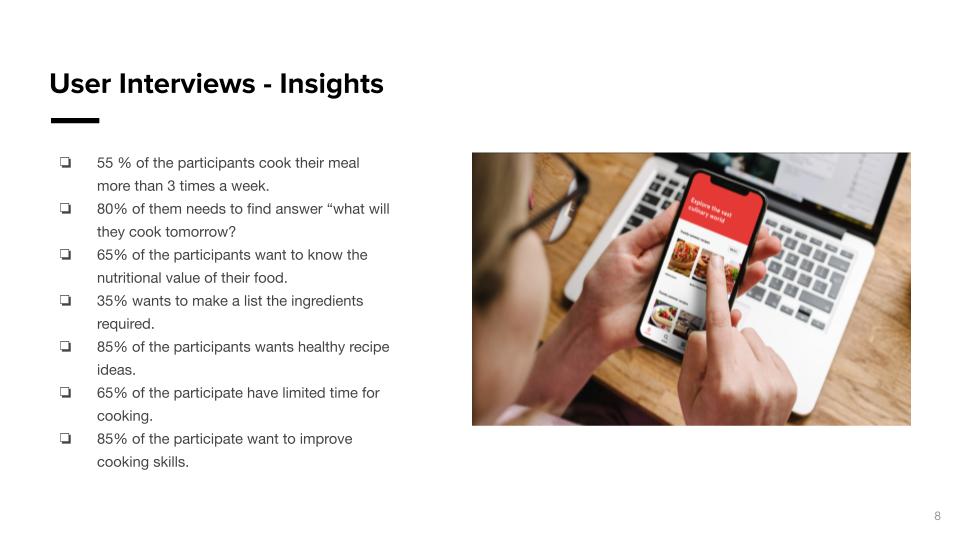 User Interviews - Insights
55 % of the participants cook their meal
more than 3 times a week.
80% of them needs to find answer “what will
they cook tomorrow?
65% of the participants want to know the
nutritional value of their food.
35% wants to make a list the ingredients
required.
85% of the participants wants healthy recipe
ideas.
65% of the participate have limited time for
cooking.
85% of the participate want to improve
cooking skills.
Explore the vast
culinary world
8